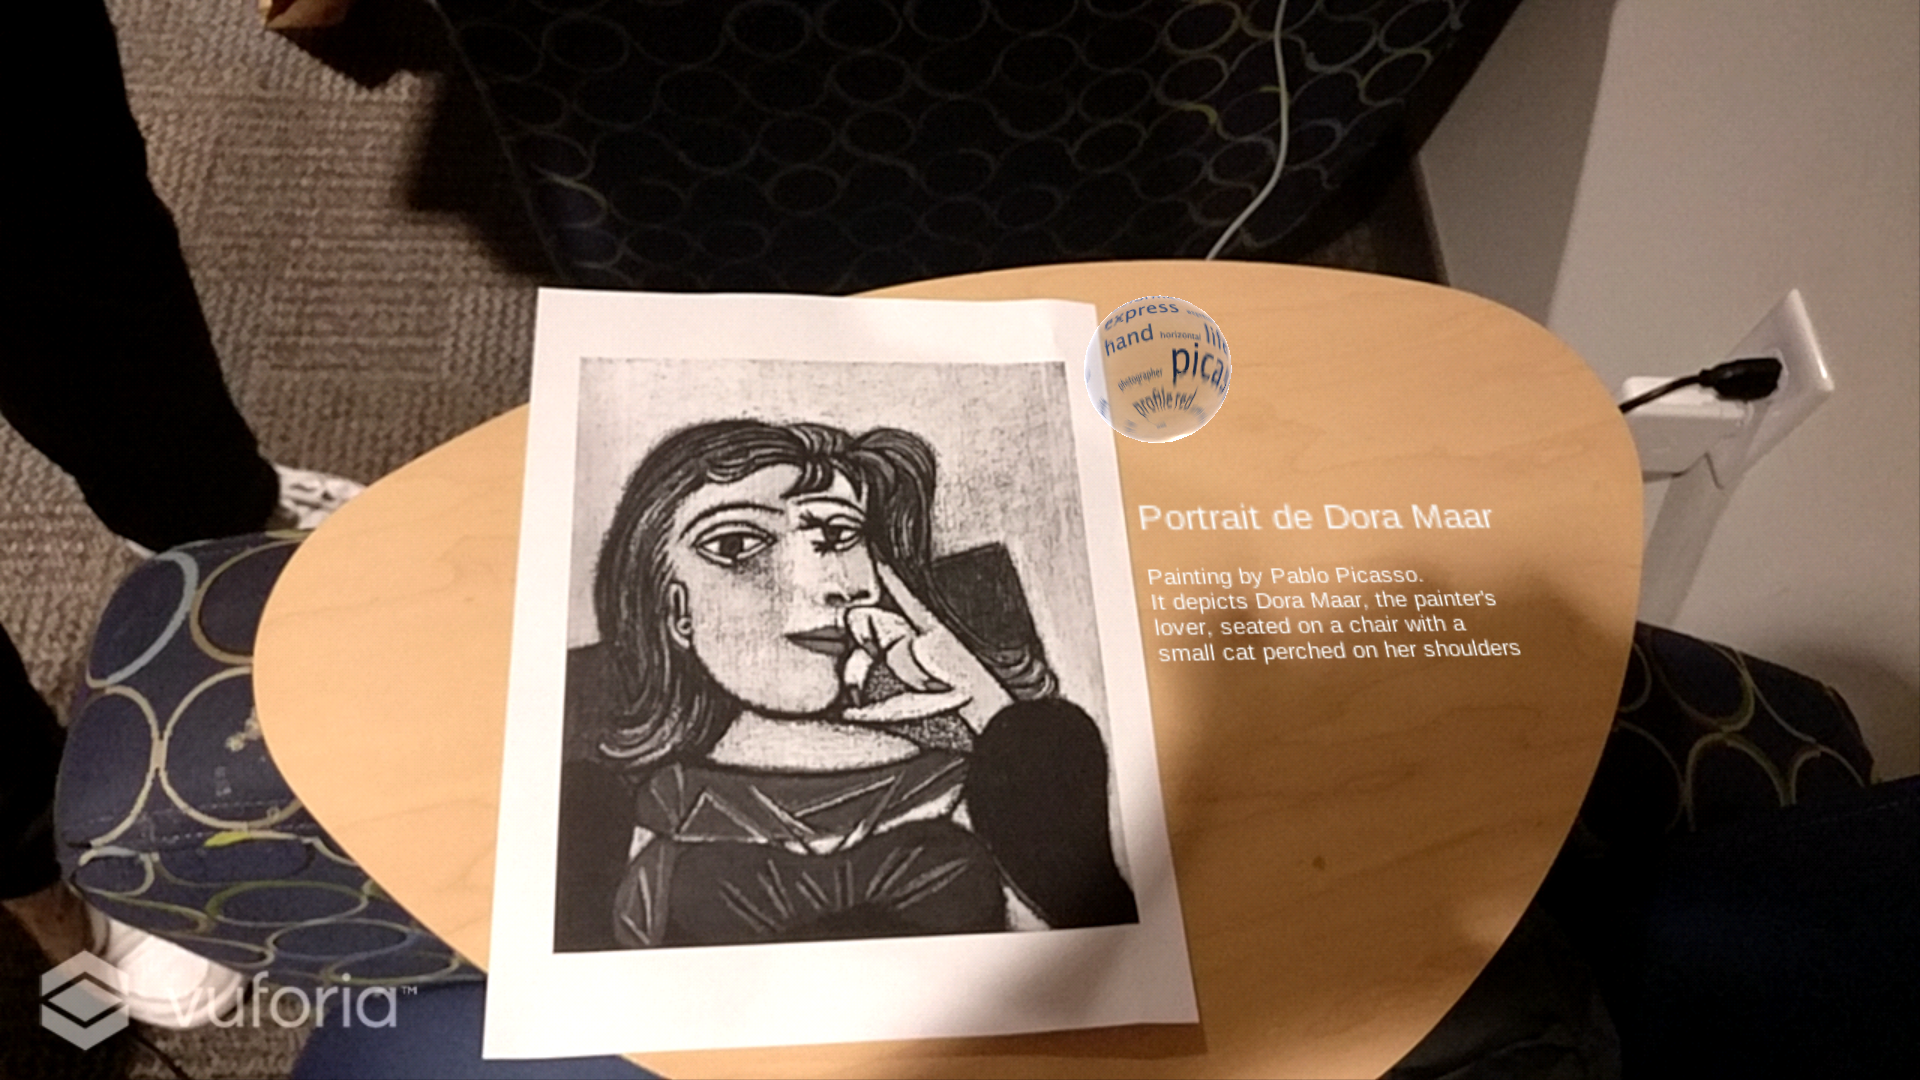 express
hand horizontal
photographer
profile red
Portrait de Dora Maar
Painting by Pablo Picasso.
It depicts Dora Maar, the painter's
lover, seated on a chair with a
small cat perched on her shoulders
vuforia™